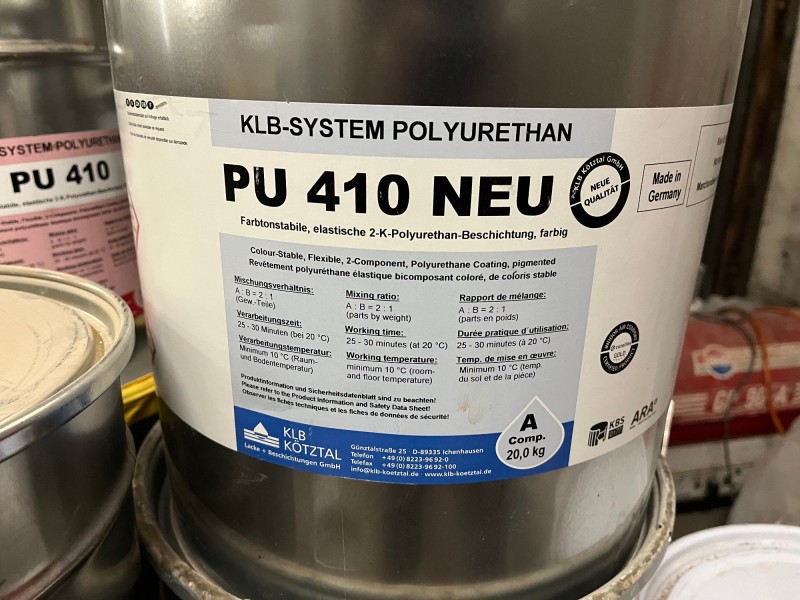 KLB-SYSTEM POLYURETHAN
PU 410 NEU
KLB Kötztal GmbH
NEUE
QUALITÄT
Made in
Germany
Farbtonstabile, elastische 2-K-Polyurethan-Beschichtung, farbig
Colour-Stable, Flexible, 2-Component, Polyurethane Coating, pigmented
Revêtement polyuréthane élastique bicomposant coloré, de coloris stable
Mischungsverhältnis:
A : B = 2 : 1
(Gew.-Teile)
Verarbeitungszeit:
25 - 30 Minuten (bei 20 °C)
Verarbeitungstemperatur:
Minimum 10 °C (Raum-
und Bodentemperatur)
Mixing ratio:
A : B = 2 : 1
(parts by weight)
Working time:
25 - 30 minutes (at 20 °C)
Working temperature:
minimum 10 °C (room-
and floor temperature)
Rapport de mélange:
A : B = 2 : 1
(parts en poids)
Durée pratique d´utilisation:
25 - 30 minutes (à 20 °C)
Temp. de mise en œuvre:
Minimum 10 °C (temp.
du sol et de la pièce)
Produktinformation und Sicherheitsdatenblatt sind zu beachten!
Please refer to the Product Information and Safety Data Sheet!
Observer les fiches techniques et les fiches de données de sécurité!
KLB
KÖTZTAL
Lacke + Beschichtungen GmbH
Günztalstraße 25 · D-89335 Ichenhausen
Telefon +49 (0) 8223-96 92-0
Telefax +49 (0) 8223-96 92-100
info@klb-koetztal.de · www.klb-koetztal.de
A
Comp.
20,0 kg
GOLD
KBS
ARA
SYSTEM POLYURETHAN
PU 410